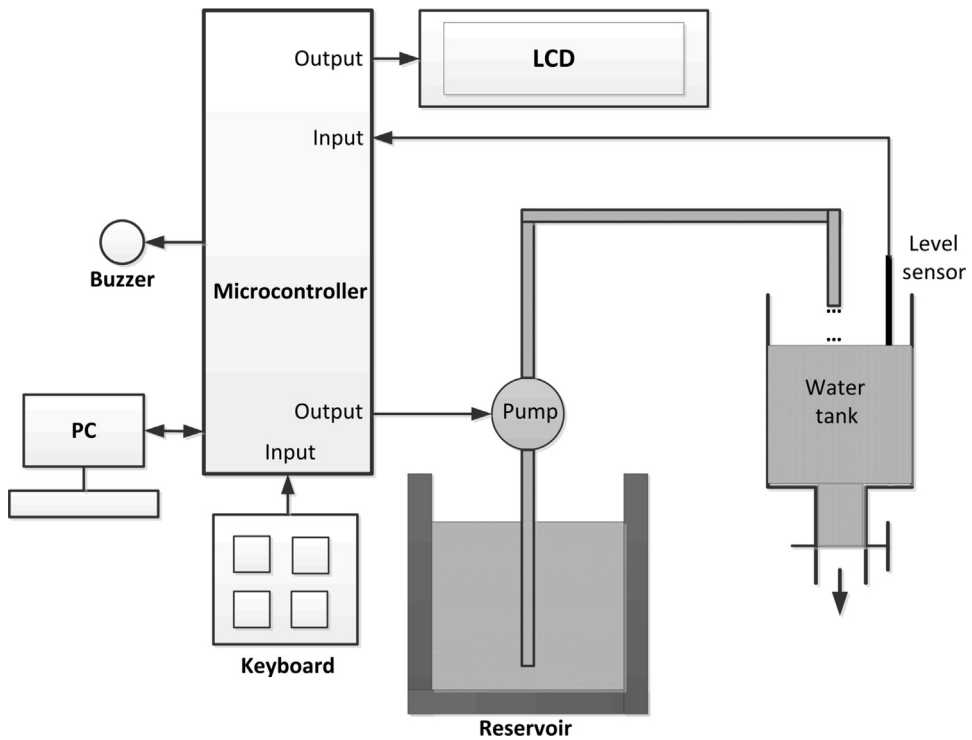 Output
LCD
Input
Level
sensor
Buzzer
Microcontroller
Water
tank
Output
Pump
PC
Input
Keyboard
Reservoir